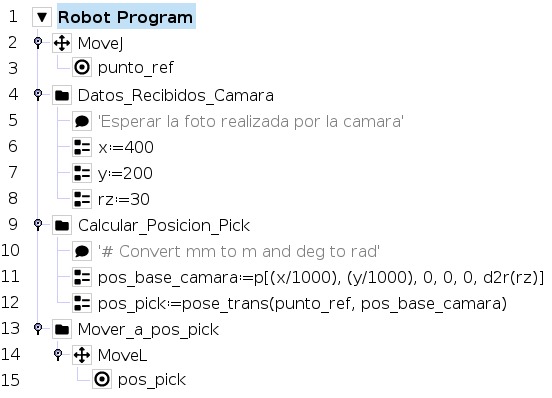 1 Robot Program
2 MoveJ
3 punto_ref
4 Datos_Recibidos_Camara
5 'Esperar la foto realizada por la camara'
6 x:=400
7 y:=200
8 rz:=30
9 Calcular_Posicion_Pick
10 '# Convert mm to m and deg to rad'
11 pos_base_camara:=p[(x/1000), (y/1000), 0, 0, 0, d2r(rz)]
12 pos_pick:=pose_trans(punto_ref, pos_base_camara)
13 Mover_a_pos_pick
14 MoveL
15 pos_pick